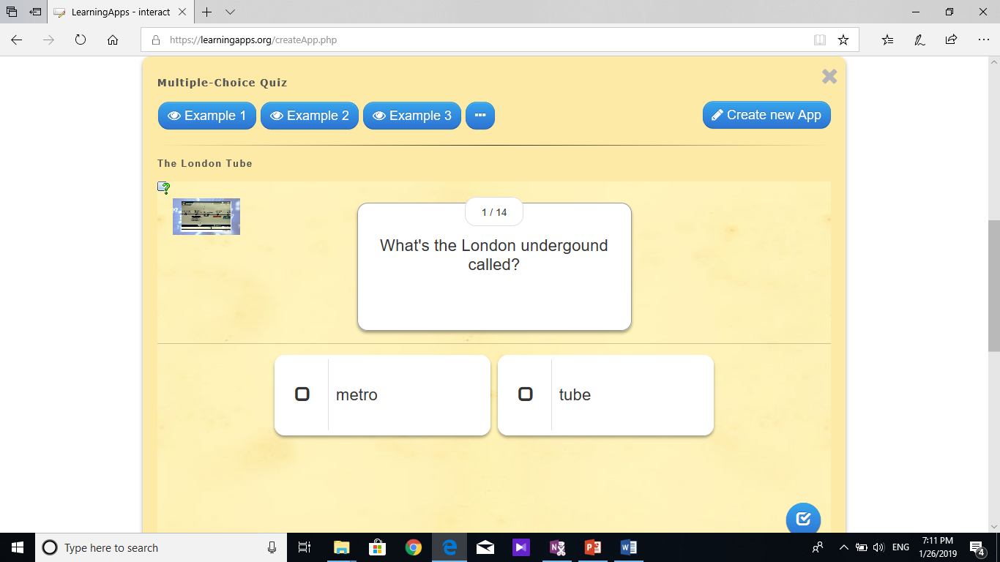 LearningApps - interact
https://learningapps.org/createApp.php
Multiple-Choice Quiz
Example 1 Example 2 Example 3 Create new App
The London Tube
1 / 14
What's the London undergound
called?
metro tube
Type here to search
ENG
7:11 PM
1/26/2019
4